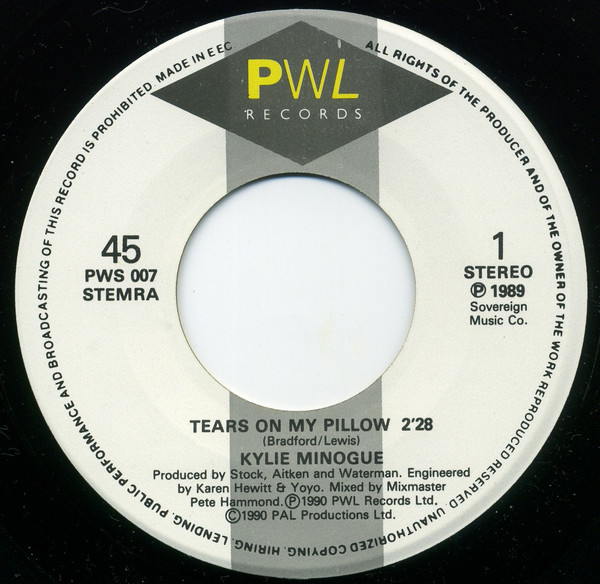 PWL
RECORDS
ALL RIGHTS OF THE PRODUCER AND OF THE OWNER OF THE WORK REPRODUCED RESERVED. UNAUTHORIZED COPYING. HIRING. LENDING. PUBLIC PERFORMANCE AND BROADCASTING OF THIS RECORD IS PROHIBITED. MADE IN EEC
45
PWS 007
STEMRA
1
STEREO
Ⓟ 1989
Sovereign
Music Co.
TEARS ON MY PILLOW 2'28
(Bradford/Lewis)
KYLIE MINOGUE
Produced by Stock, Aitken and Waterman. Engineered
by Karen Hewitt & Yoyo. Mixed by Mixmaster
Pete Hammond. Ⓟ1990 PWL Records Ltd.
©1990 PAL Productions Ltd.